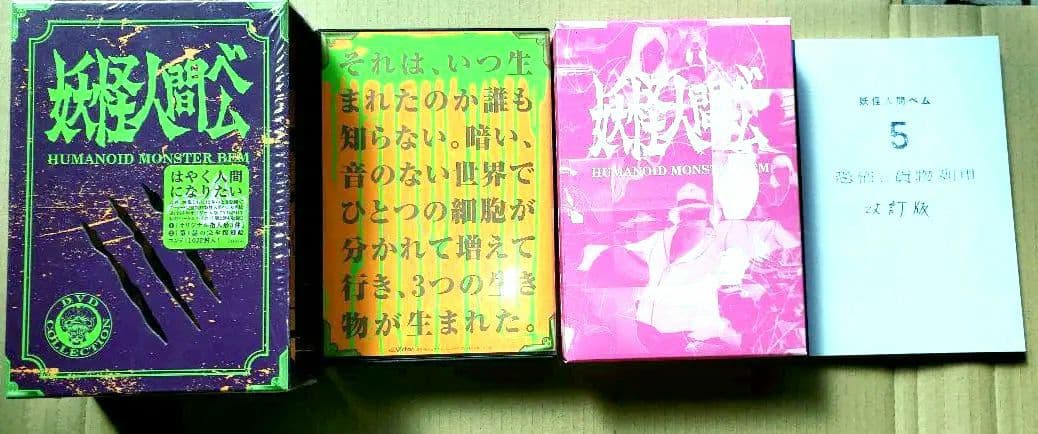 妖怪人間ベム
HUMANOID MONSTER BEM
はやく人間
になりたい
DVD
COLLECTION
それは、いつ生
まれたのか誰も
知らない。暗い、
音のない世界で
ひとつの細胞が
分かれて増えて
行き、3つの生き
物が生まれた。
妖怪人間ベム
HUMANOID MONSTER BEM
妖怪人間ベム
5
改訂版